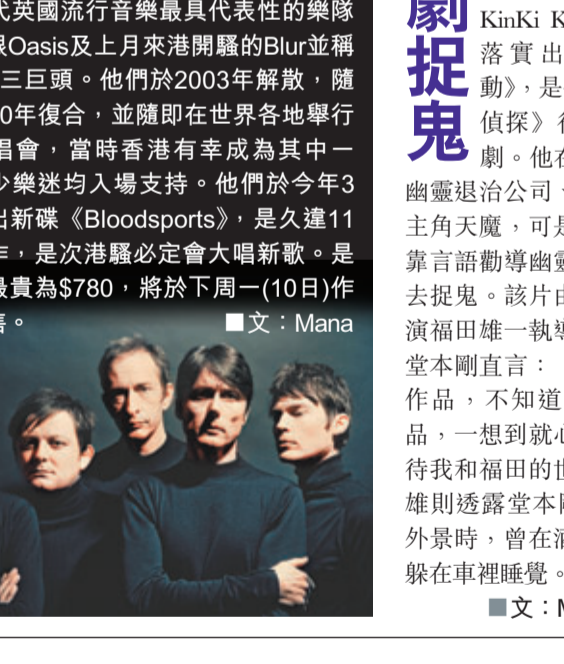 代英國流行音樂最具代表性的樂隊
跟Oasis及上月來港開騷的Blur並稱
三巨頭。他們於2003年解散，隨
0年復合，並隨即在世界各地舉行
唱會，當時香港有幸成為其中一
少樂迷均入場支持。他們於今年3
出新碟《Bloodsports》，是久違11
作，是次港騷必定會大唱新歌。是
最貴為$780，將於下周一(10日)作
售。
■文：Mana
劇捉鬼
KinKi K
落實出
動》，是
偵探》後
劇。他在
幽靈退治公司
主角天魔，可是
靠言語勸導幽靈
去捉鬼。該片由
演福田雄一執導
堂本剛直言：
作品，不知道
品，一想到就心
待我和福田的世
雄則透露堂本剛
外景時，曾在酒
躲在車裡睡覺。
■文：M